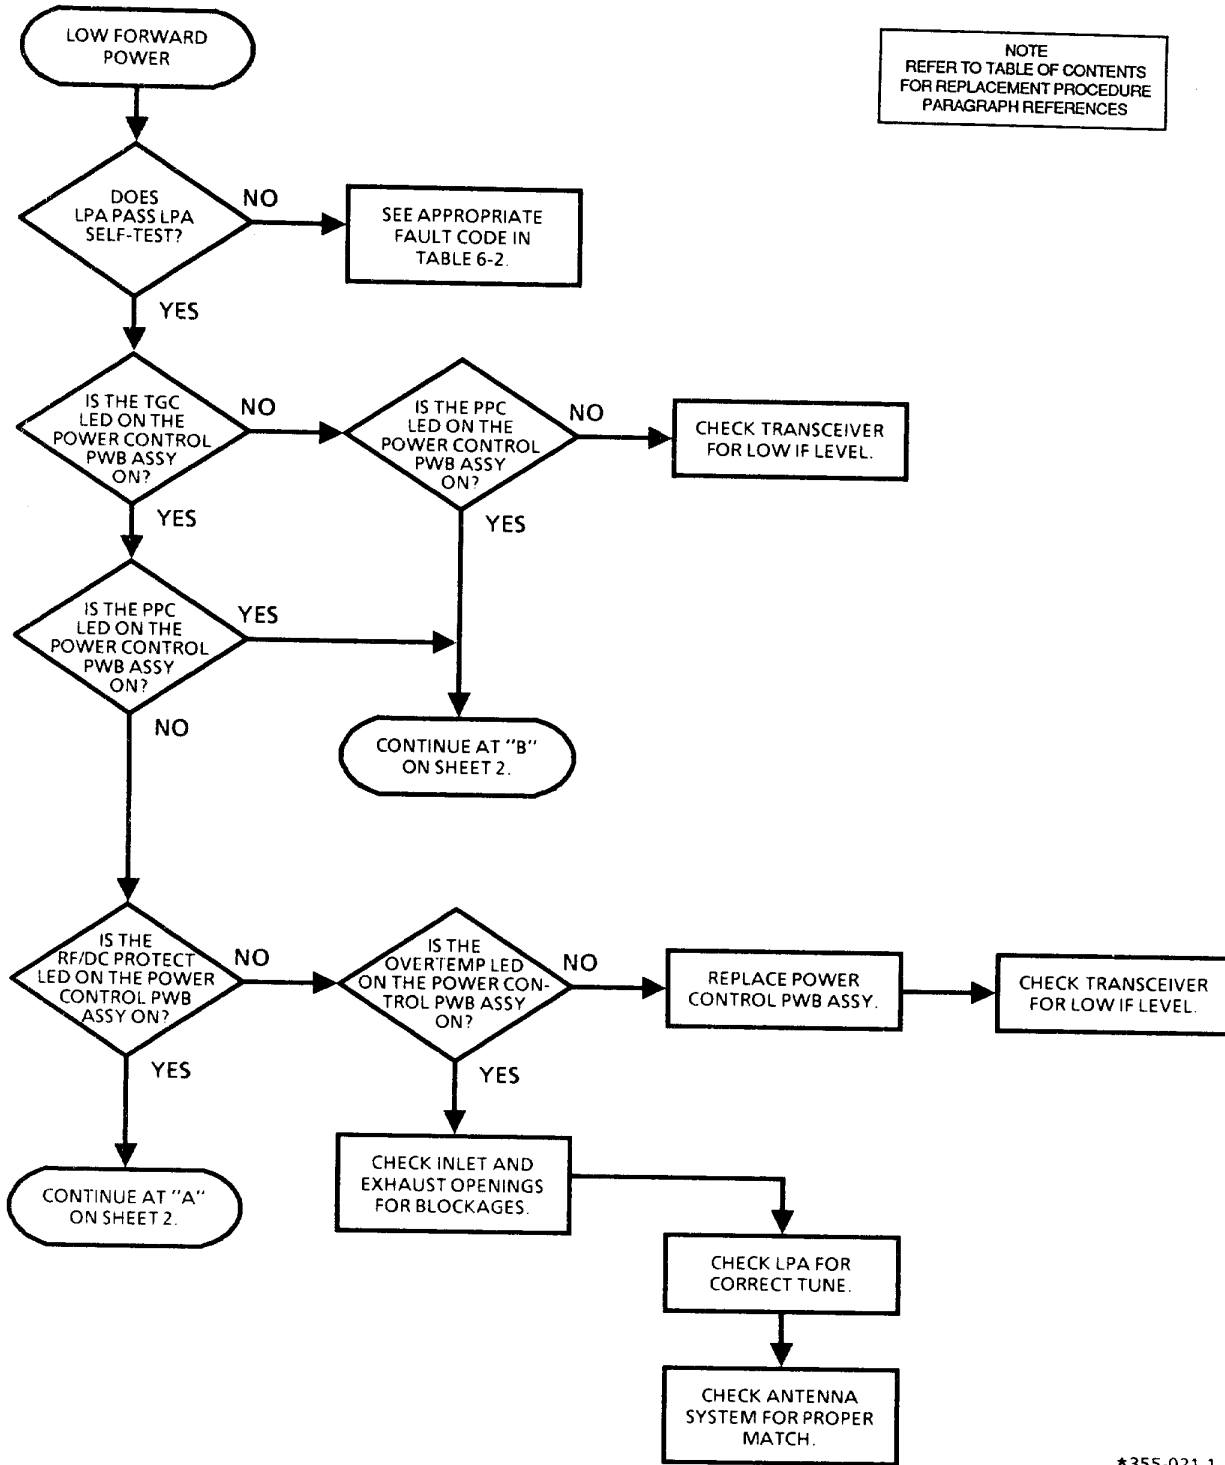 LOW FORWARD
POWER
NOTE
REFER TO TABLE OF CONTENTS
FOR REPLACEMENT PROCEDURE
PARAGRAPH REFERENCES
DOES
LPA PASS LPA
SELF-TEST?
NO
SEE APPROPRIATE
FAULT CODE IN
TABLE 6-2.
YES
IS THE TGC
LED ON THE
POWER CONTROL
PWB ASSY
ON?
NO
IS THE PPC
LED ON THE
POWER CONTROL
PWB ASSY
ON?
NO
CHECK TRANSCEIVER
FOR LOW IF LEVEL.
YES
YES
IS THE PPC
LED ON THE
POWER CONTROL
PWB ASSY
ON?
YES
NO
CONTINUE AT "B"
ON SHEET 2.
IS THE
RF/DC PROTECT
LED ON THE POWER
CONTROL PWB
ASSY ON?
NO
IS THE
OVERTEMP LED
ON THE POWER CON-
TROL PWB ASSY
ON?
NO
REPLACE POWER
CONTROL PWB ASSY.
CHECK TRANSCEIVER
FOR LOW IF LEVEL.
YES
YES
CONTINUE AT "A"
ON SHEET 2.
CHECK INLET AND
EXHAUST OPENINGS
FOR BLOCKAGES.
CHECK LPA FOR
CORRECT TUNE.
CHECK ANTENNA
SYSTEM FOR PROPER
MATCH.
*355-021 1